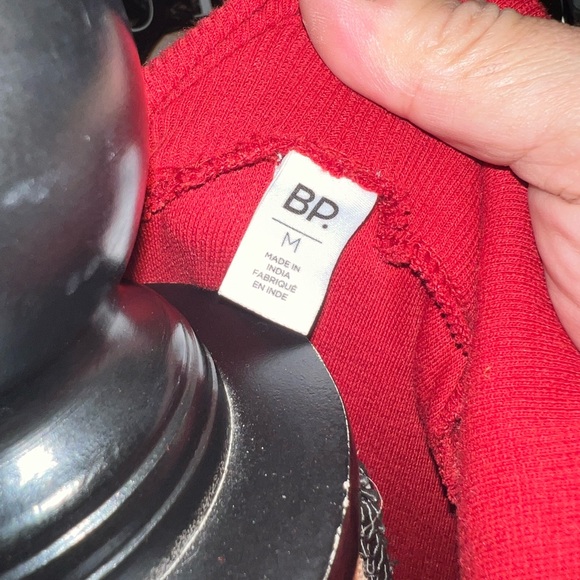 BP.
M
MADE IN
INDIA
FABRIQUÉ
EN INDE